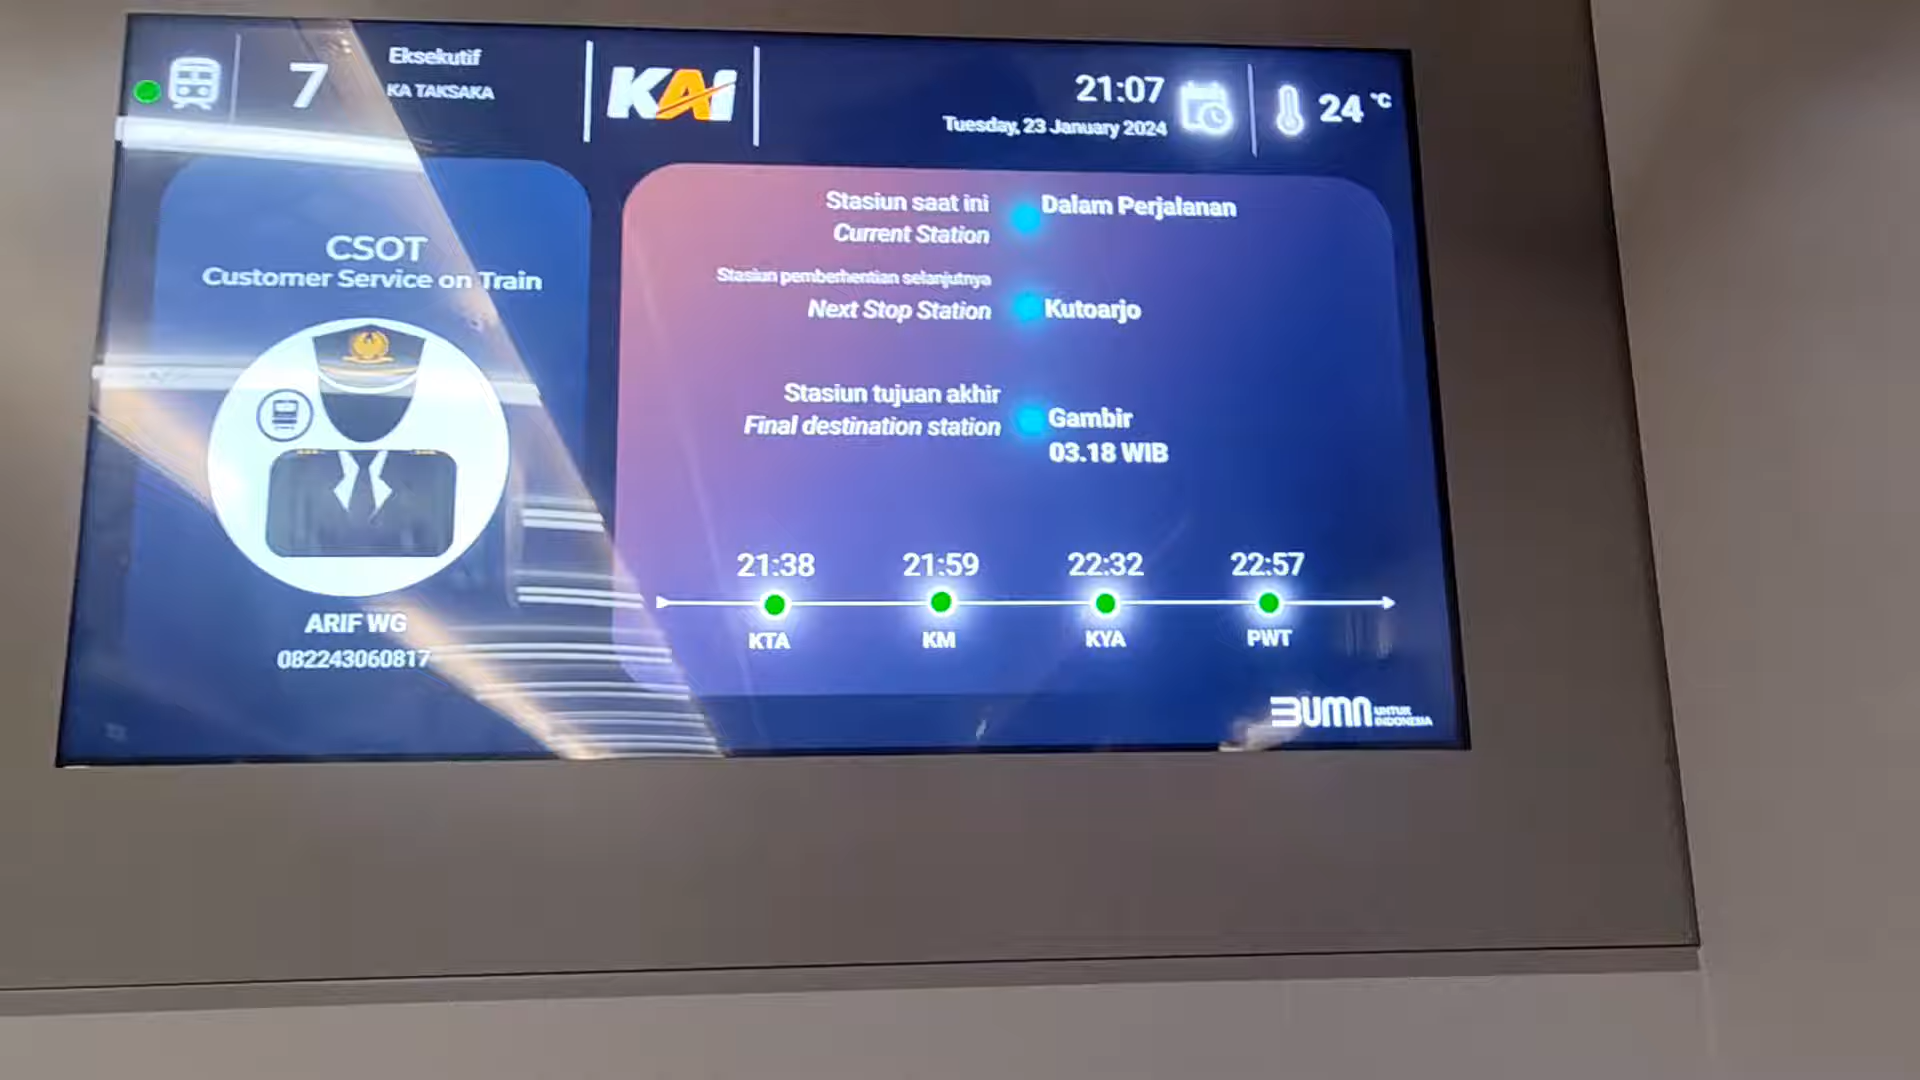 7
Eksekutif
KA TAKSAKA
KAI
21:07
Tuesday, 23 January 2024
24 °C
CSOT
Customer Service on Train
ARIF WG
082243060817
Stasiun saat ini
Current Station
Dalam Perjalanan
Stasiun pemberhentian selanjutnya
Next Stop Station
Kutoarjo
Stasiun tujuan akhir
Final destination station
Gambir
03.18 WIB
21:38 21:59 22:32 22:57
KTA KM KYA PWT
BUMN UNTUK
INDONESIA